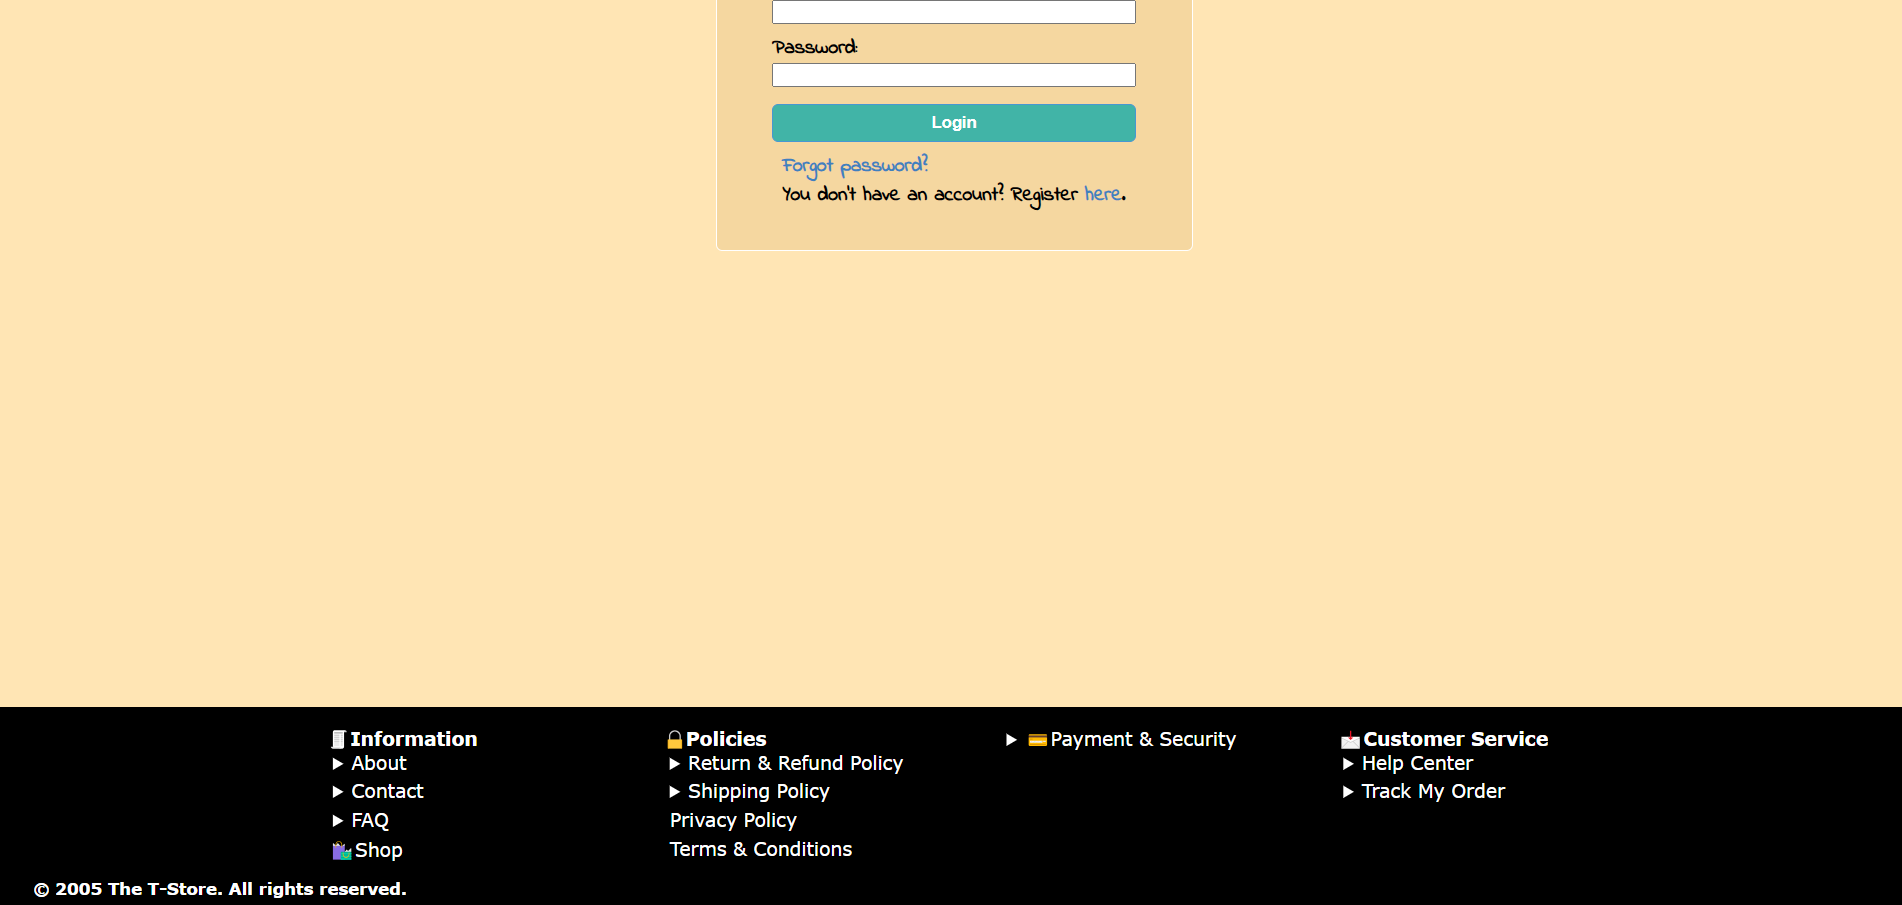 Password:
Login
Forgot password?
You don't have an account? Register here.
Information
About
Contact
FAQ
Shop
Policies
Return & Refund Policy
Shipping Policy
Privacy Policy
Terms & Conditions
Payment & Security
Customer Service
Help Center
Track My Order
© 2005 The T-Store. All rights reserved.